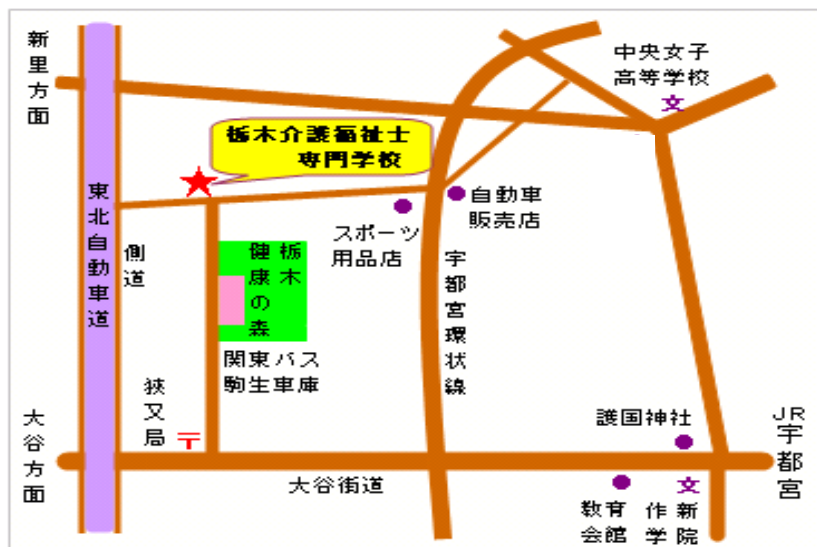 新里方面
中央女子
高等学校
文
栃木介護福祉士
専門学校
自動車
販売店
スポーツ
用品店
東北自動車道
側道
栃木
健康の森
宇都宮環状線
関東バス
駒生車庫
狭又局
〒
護国神社
大谷方面
JR宇都宮
大谷街道
教育
会館
文
作新
学院